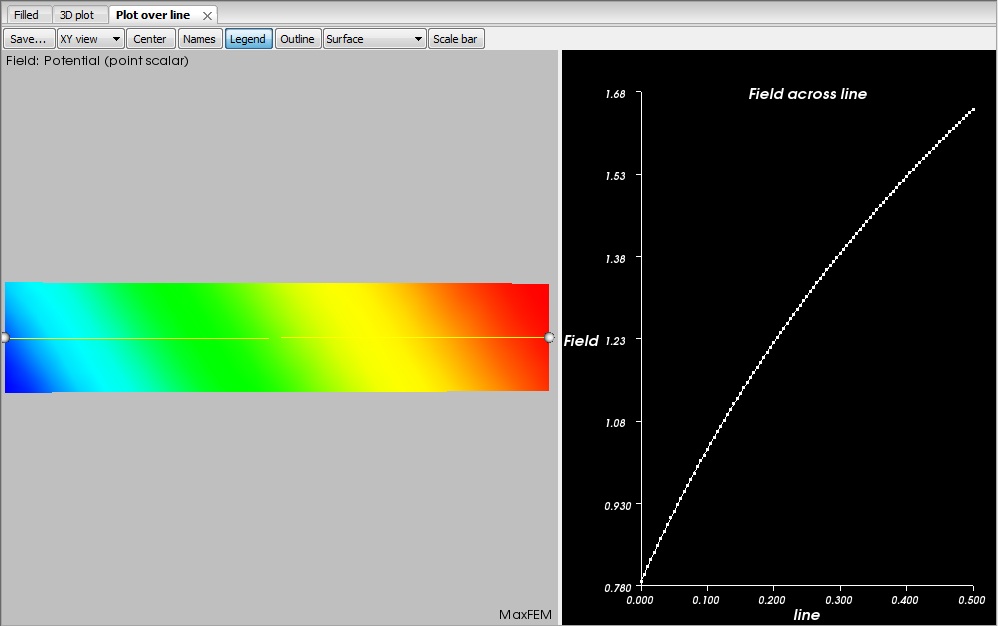 Filled 3D plot Plot over line
Save... XY view Center Names Legend Outline Surface Scale bar
Field: Potential (point scalar)
MaxFEM
Field across line
1.68
1.53
1.38
Field 1.23
1.08
0.930
0.780
0.000 0.100 0.200 0.300 0.400 0.500
line